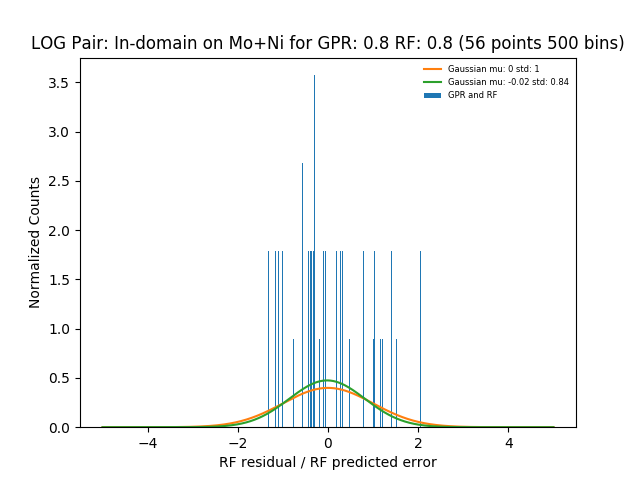 LOG Pair: In-domain on Mo+Ni for GPR: 0.8 RF: 0.8 (56 points 500 bins)
Gaussian mu: 0 std: 1
Gaussian mu: -0.02 std: 0.84
GPR and RF
3.5
3.0
2.5
2.0
1.5
1.0
0.5
0.0
Normalized Counts
−4 −2 0 2 4
RF residual / RF predicted error